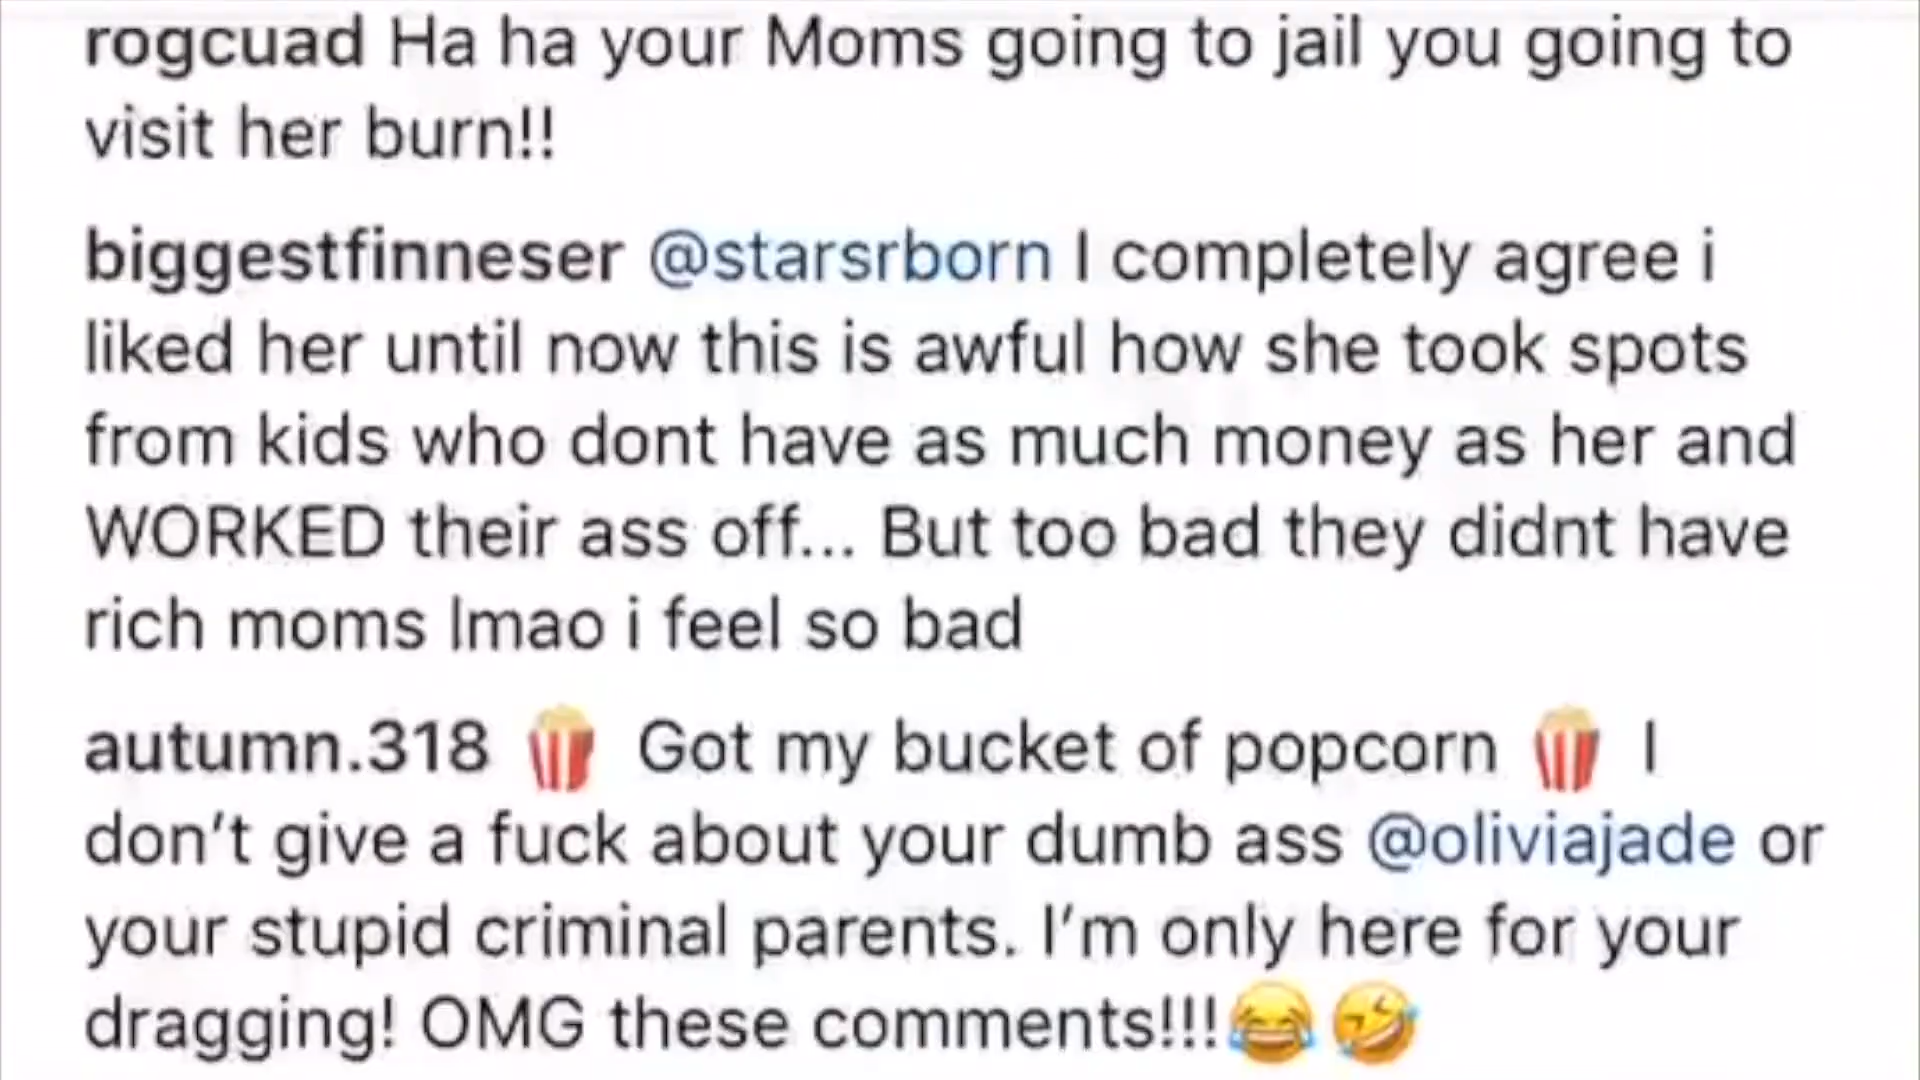 rogcuad Ha ha your Moms going to jail you going to
visit her burn!!
biggestfinneser @starsrborn I completely agree i
liked her until now this is awful how she took spots
from kids who dont have as much money as her and
WORKED their ass off... But too bad they didnt have
rich moms lmao i feel so bad
autumn.318 🍿 Got my bucket of popcorn 🍿 I
don’t give a fuck about your dumb ass @oliviajade or
your stupid criminal parents. I’m only here for your
dragging! OMG these comments!!!😂🤣